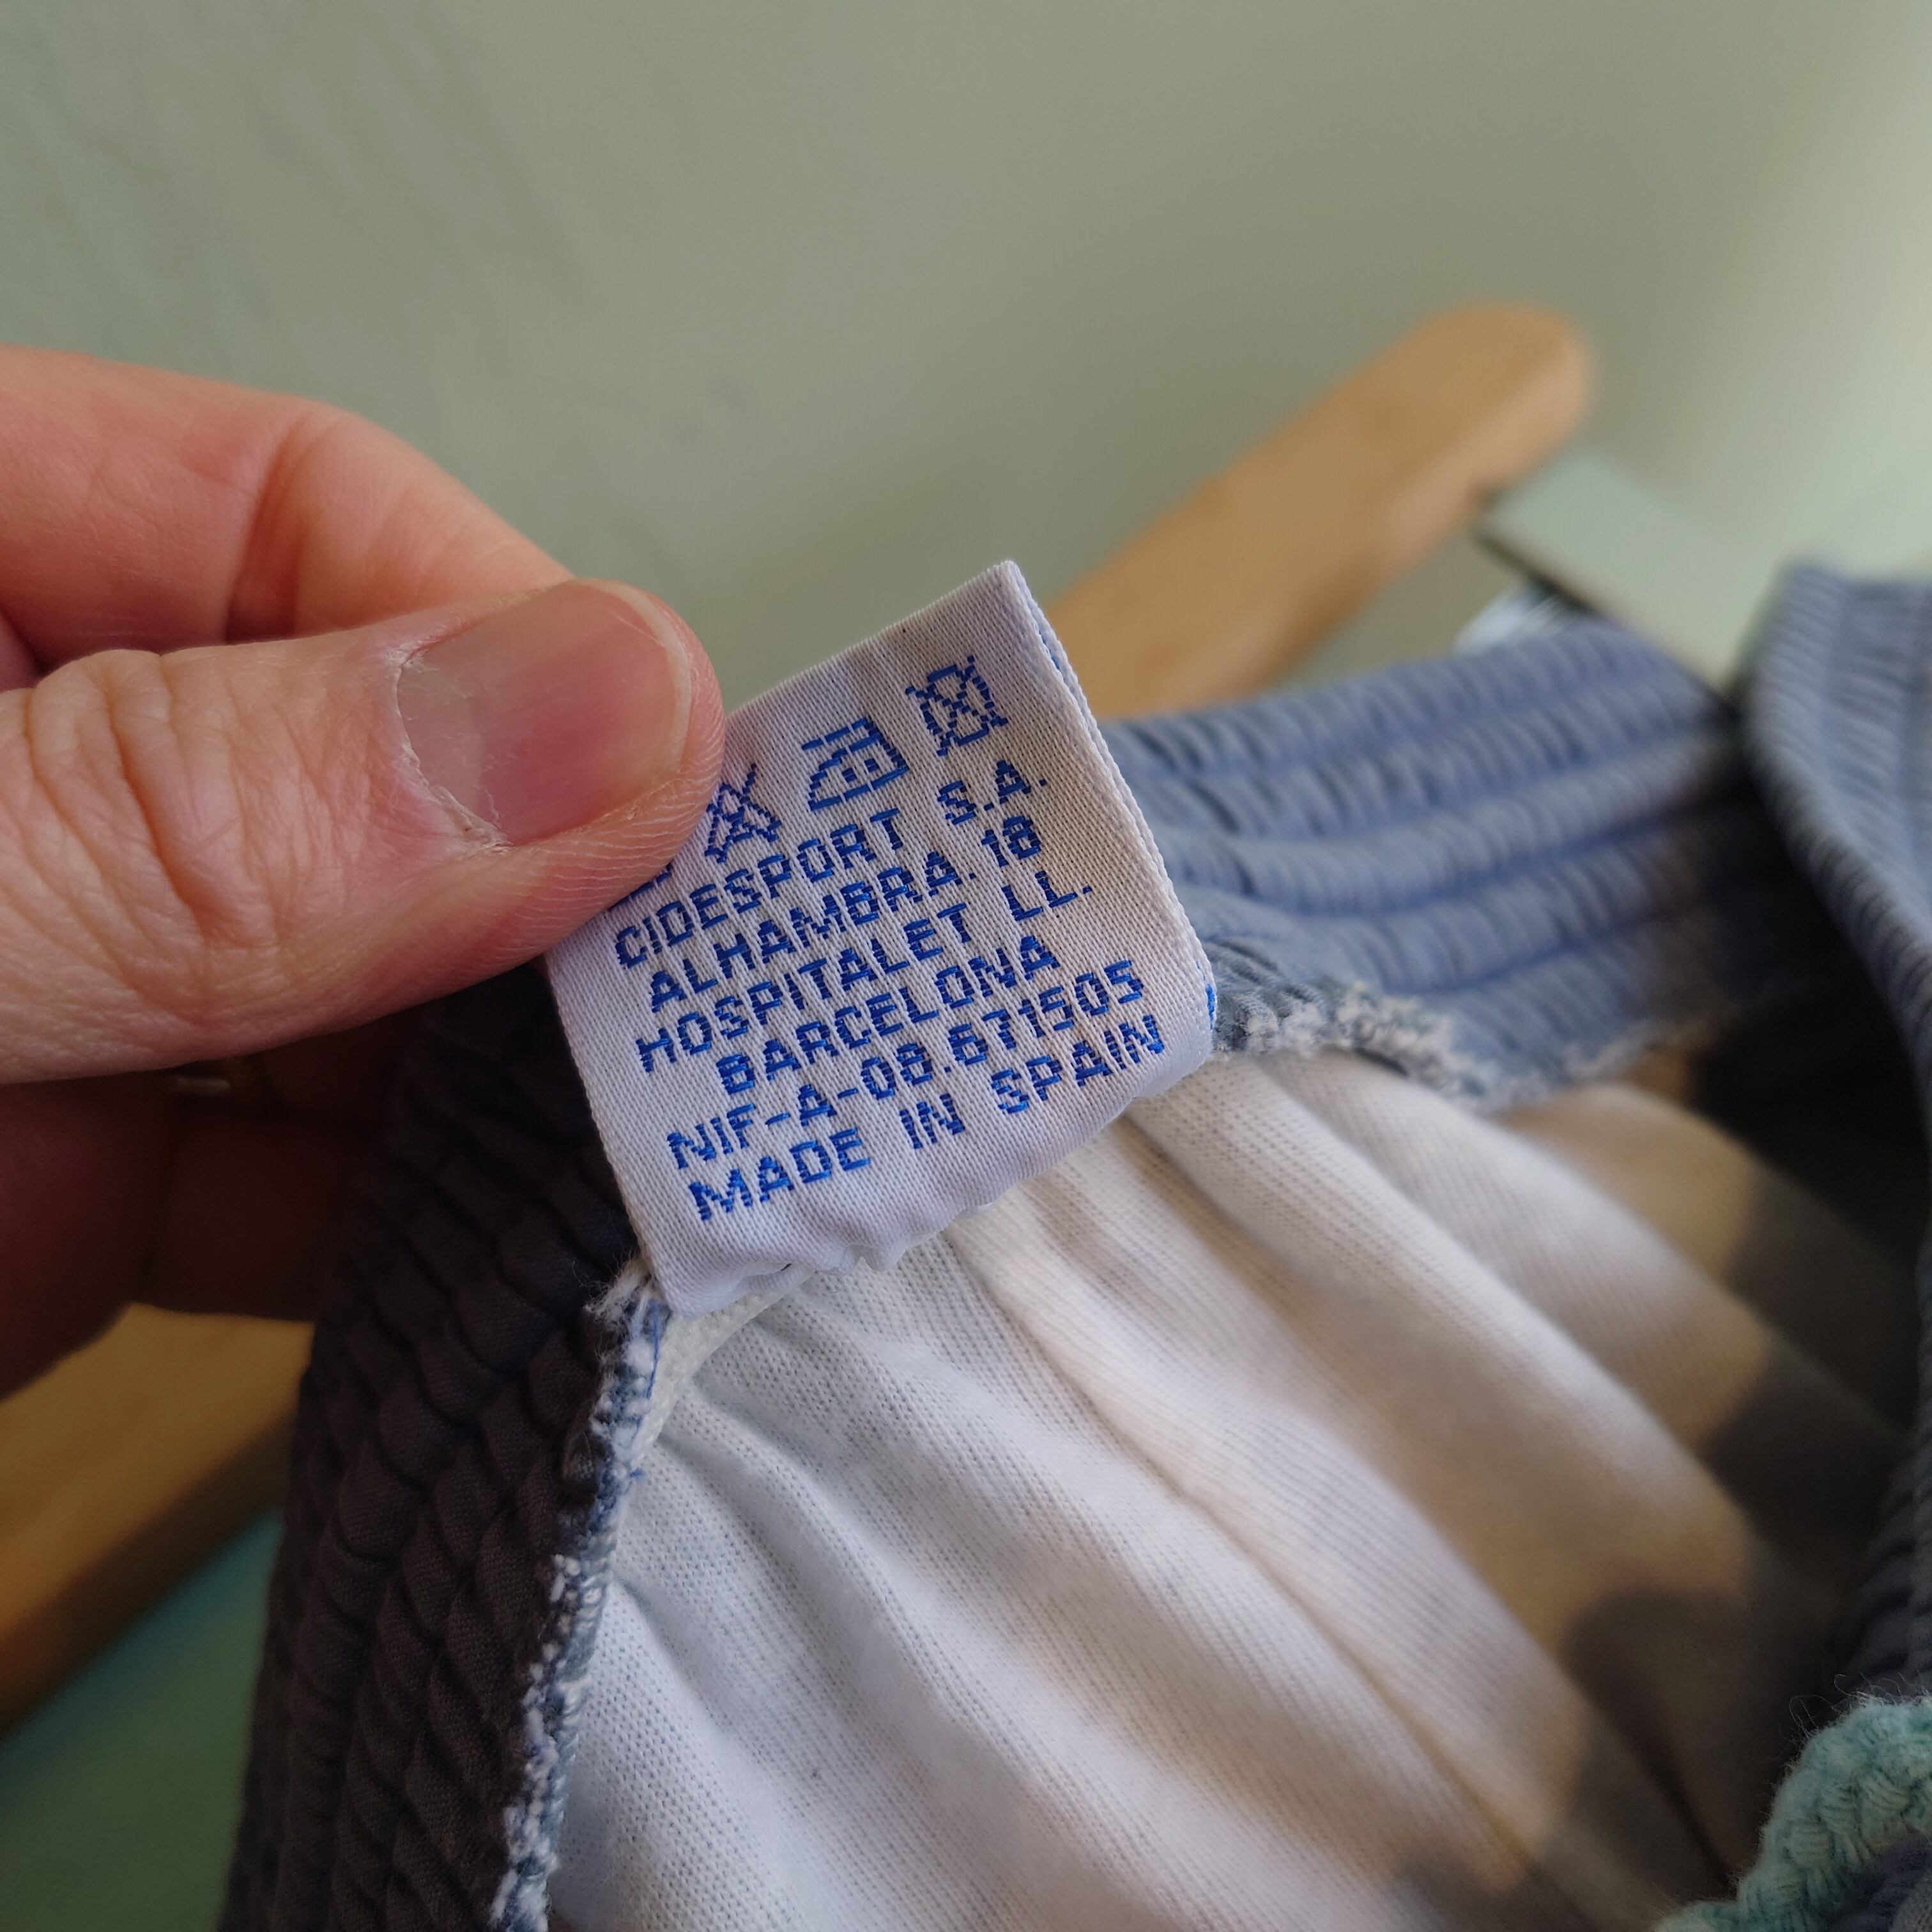 CIDESPORT S.A.
ALHAMBRA. 18
HOSPITALET LL.
BARCELONA
NIF-A-08.671505
MADE IN SPAIN